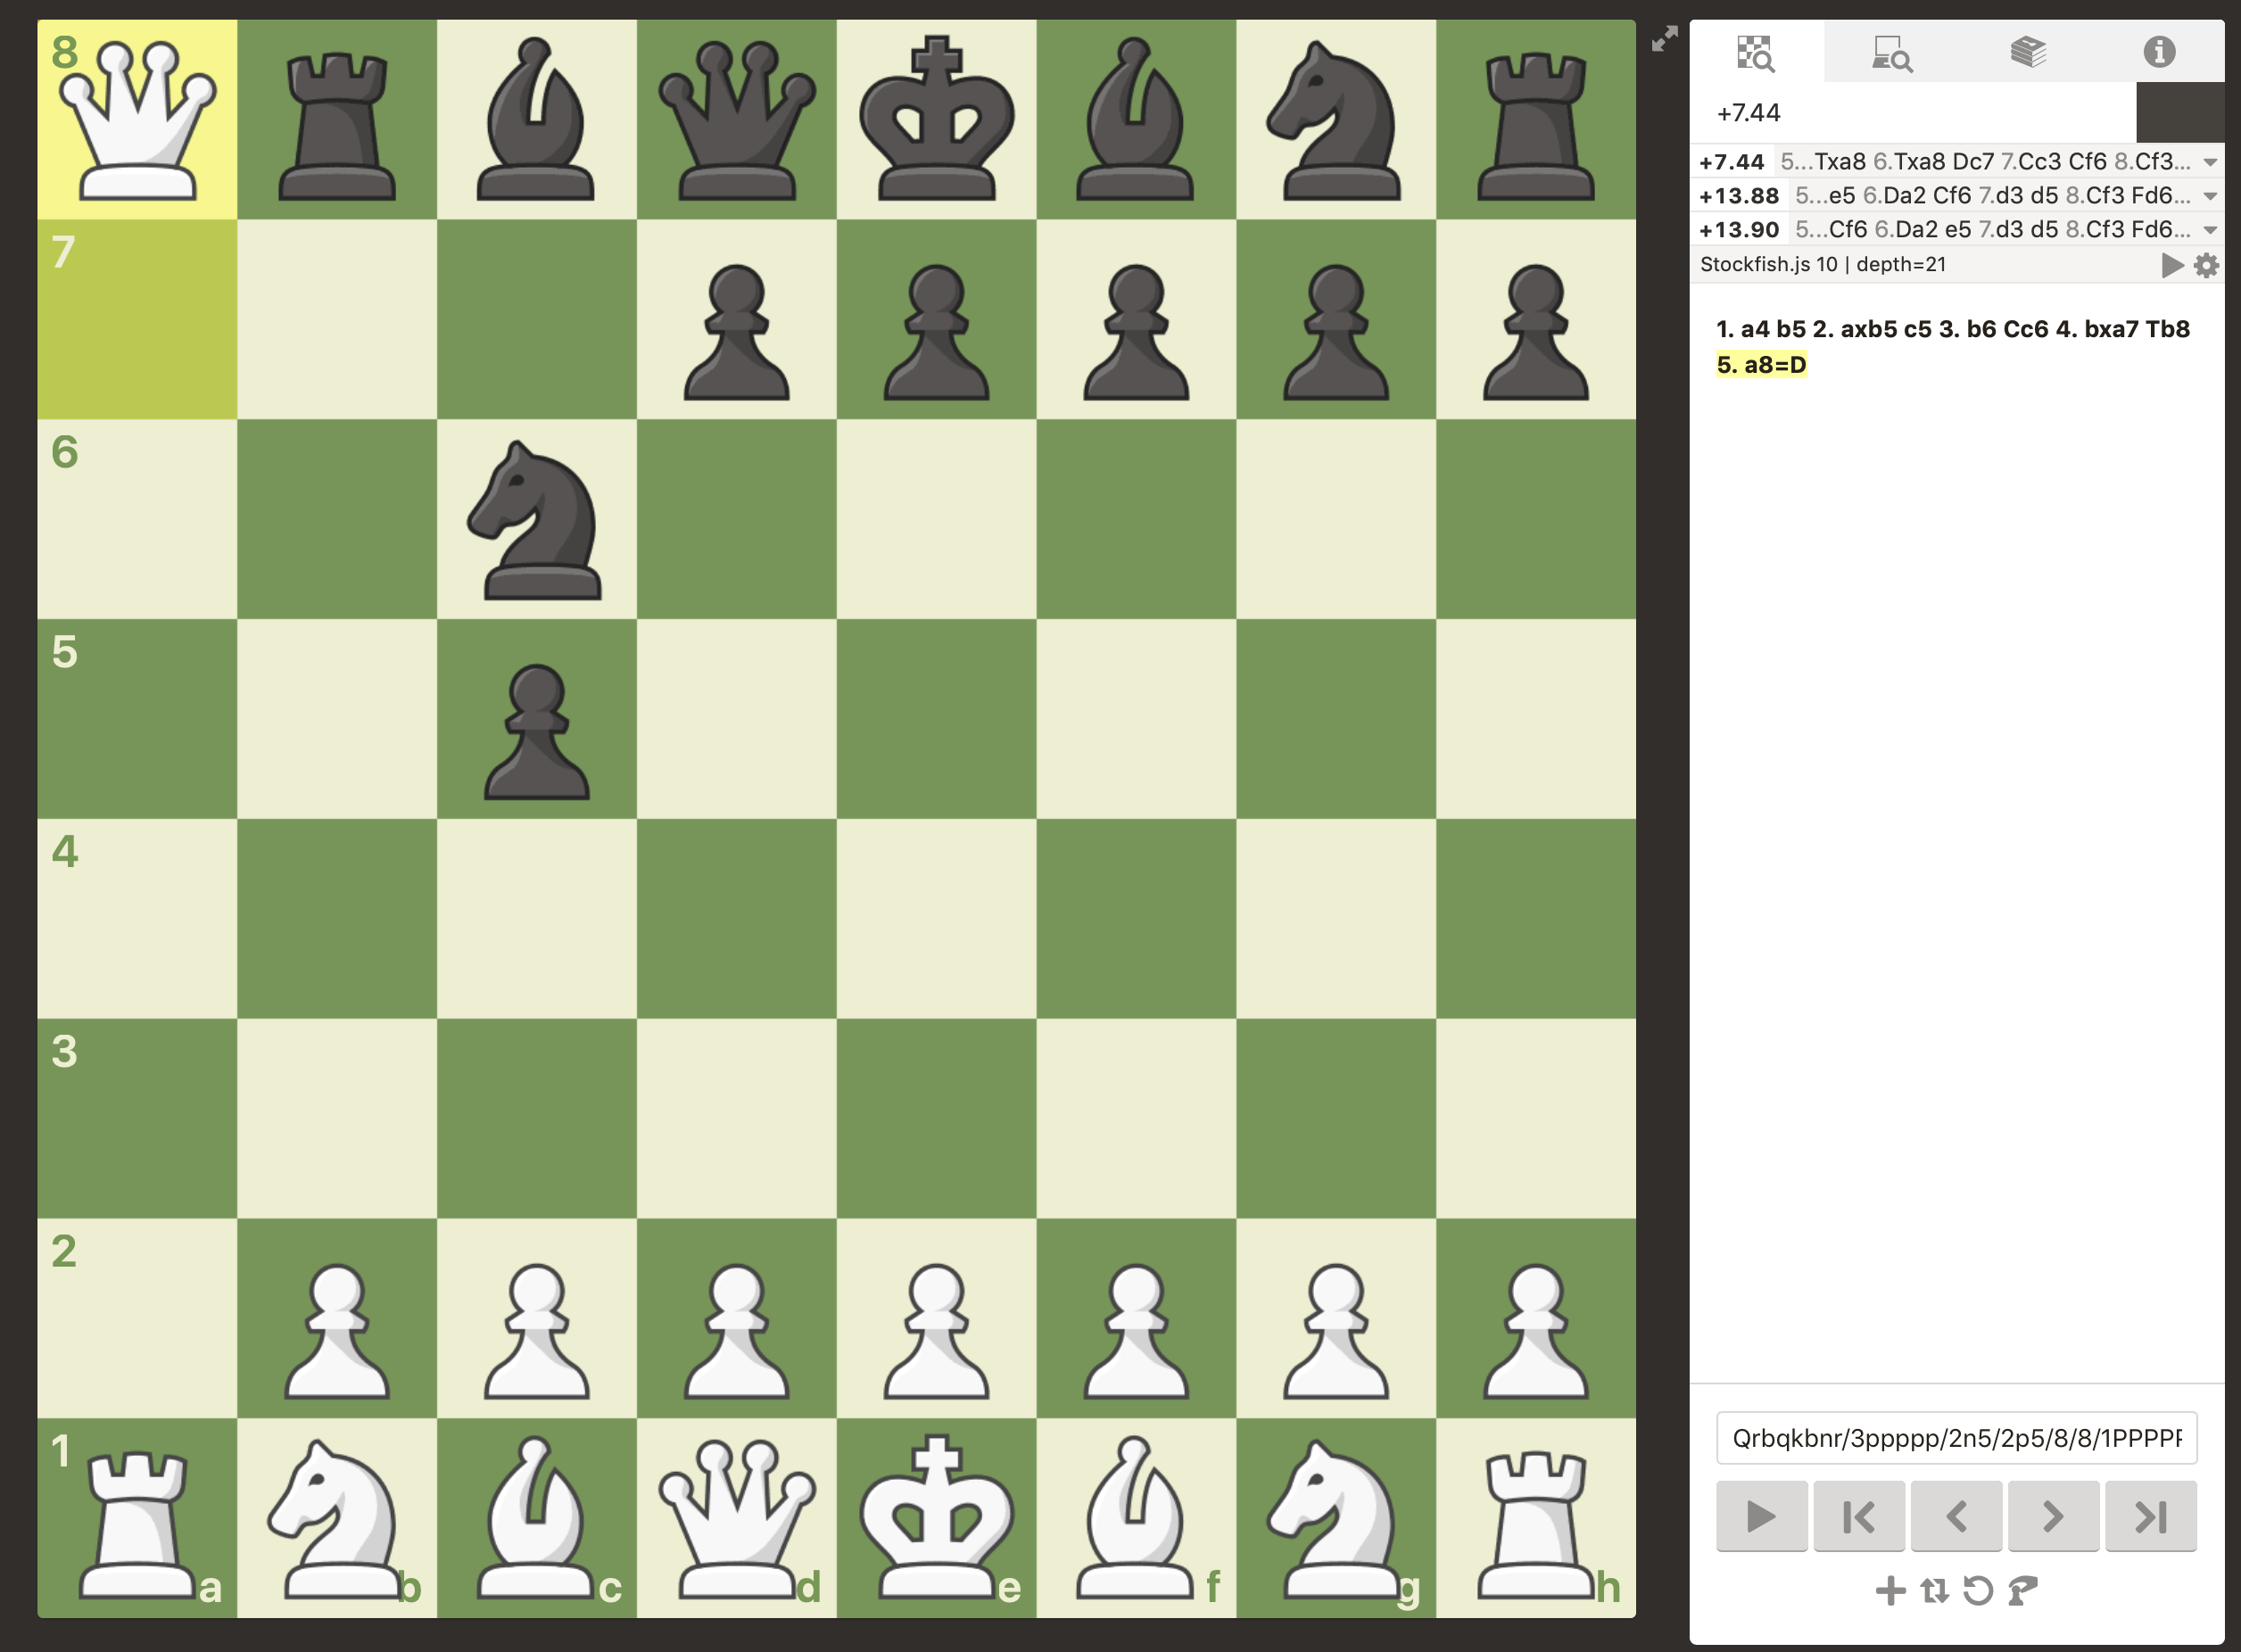 8
7
6
5
4
3
2
1
a b c d e f g h
+7.44
+7.44 5...Txa8 6.Txa8 Dc7 7.Cc3 Cf6 8.Cf3...
+13.88 5...e5 6.Da2 Cf6 7.d3 d5 8.Cf3 Fd6...
+13.90 5...Cf6 6.Da2 e5 7.d3 d5 8.Cf3 Fd6...
Stockfish.js 10 | depth=21
1. a4 b5 2. axb5 c5 3. b6 Cc6 4. bxa7 Tb8
5. a8=D
Qrbqkbnr/3ppppp/2n5/2p5/8/8/1PPPPP